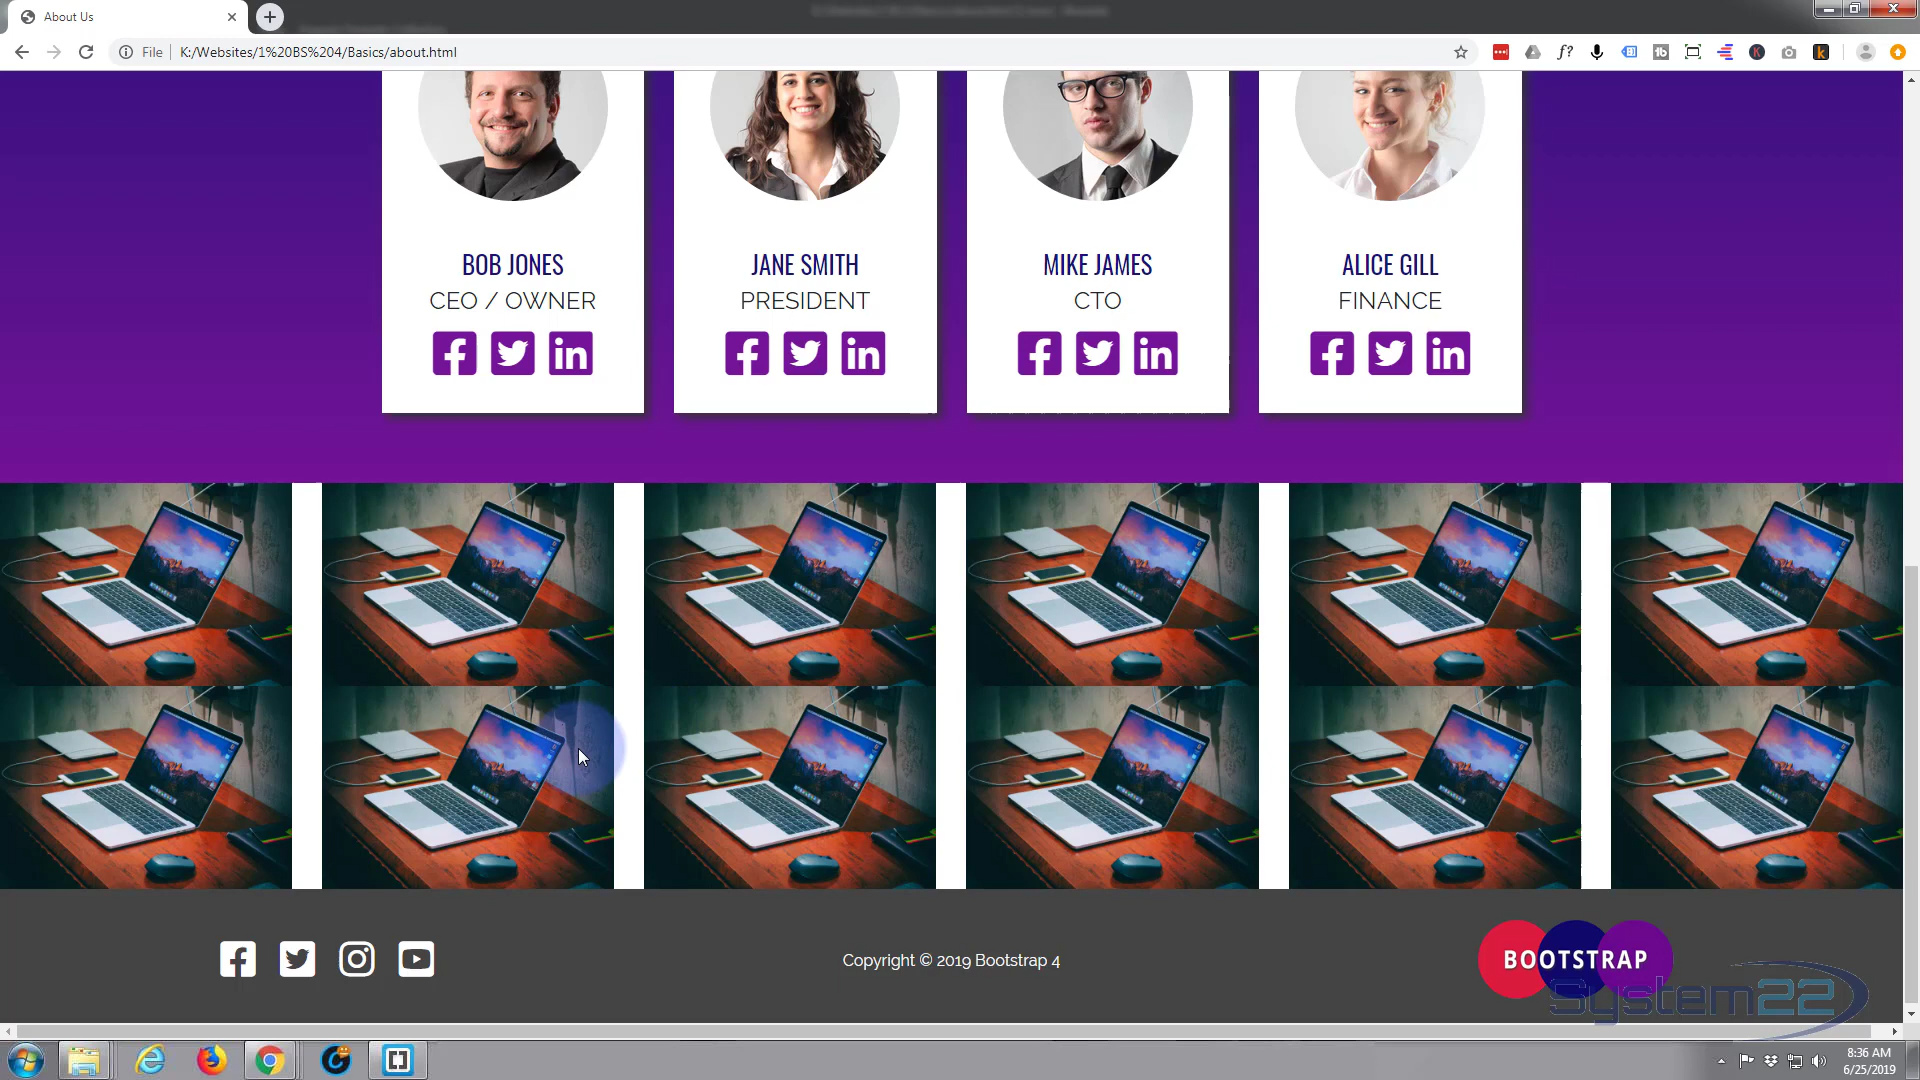 About Us
File
K:/Websites/1%20BS%204/Basics/about.html
f?
BOB JONES
CEO / OWNER
JANE SMITH
PRESIDENT
MIKE JAMES
CTO
ALICE GILL
FINANCE
Copyright © 2019 Bootstrap 4
BOOTSTRAP
System22
8:36 AM
6/25/2019